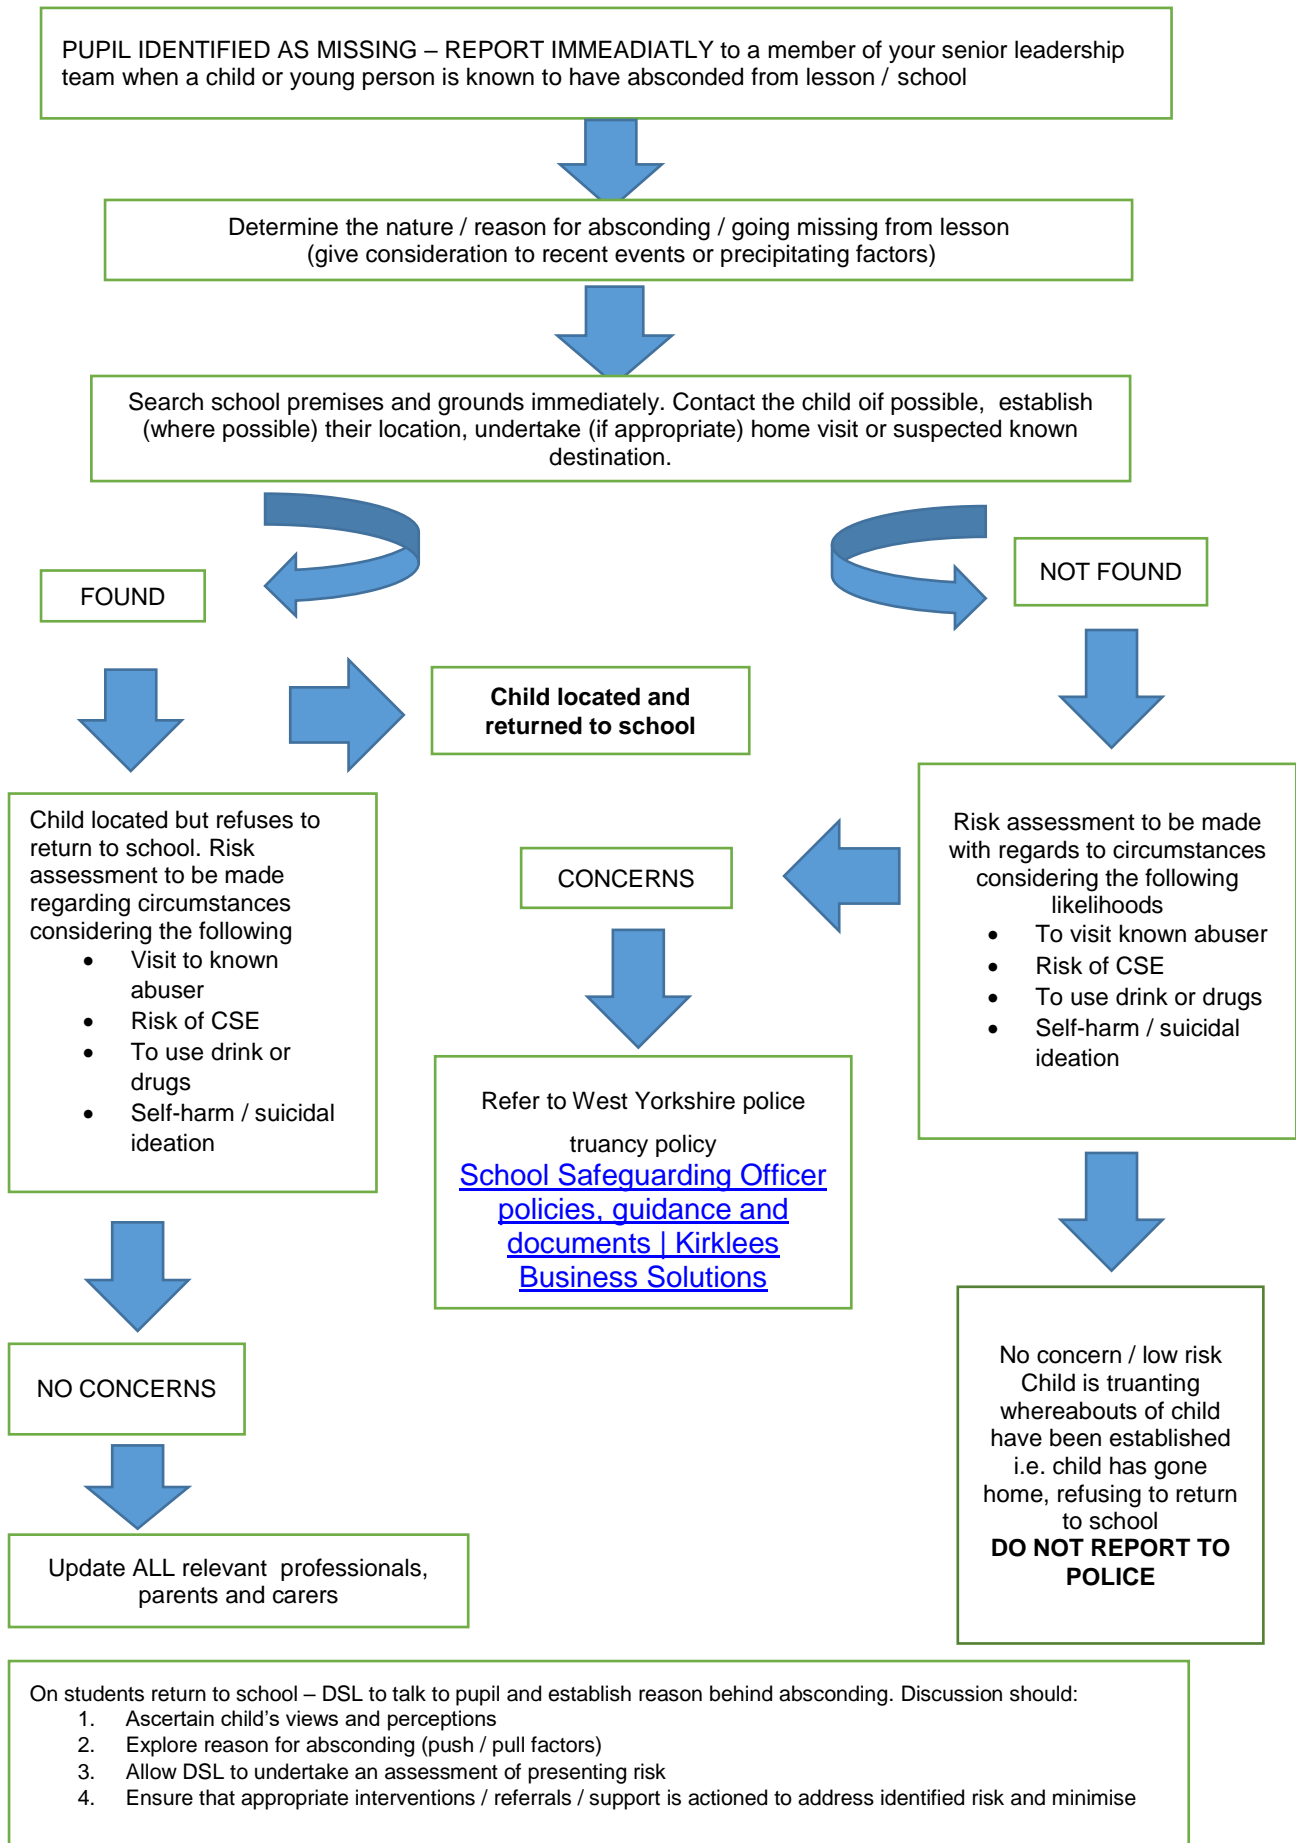 PUPIL IDENTIFIED AS MISSING – REPORT IMMEADIATLY to a member of your senior leadership
team when a child or young person is known to have absconded from lesson / school
Determine the nature / reason for absconding / going missing from lesson
(give consideration to recent events or precipitating factors)
Search school premises and grounds immediately. Contact the child oif possible, establish
(where possible) their location, undertake (if appropriate) home visit or suspected known
destination.
FOUND
NOT FOUND
Child located and
returned to school
Child located but refuses to
return to school. Risk
assessment to be made
regarding circumstances
considering the following
• Visit to known
abuser
• Risk of CSE
• To use drink or
drugs
• Self-harm / suicidal
ideation
CONCERNS
Risk assessment to be made
with regards to circumstances
considering the following
likelihoods
• To visit known abuser
• Risk of CSE
• To use drink or drugs
• Self-harm / suicidal
ideation
Refer to West Yorkshire police
truancy policy
School Safeguarding Officer
policies, guidance and
documents | Kirklees
Business Solutions
NO CONCERNS
No concern / low risk
Child is truanting
whereabouts of child
have been established
i.e. child has gone
home, refusing to return
to school
DO NOT REPORT TO
POLICE
Update ALL relevant professionals,
parents and carers
On students return to school – DSL to talk to pupil and establish reason behind absconding. Discussion should:
1. Ascertain child's views and perceptions
2. Explore reason for absconding (push / pull factors)
3. Allow DSL to undertake an assessment of presenting risk
4. Ensure that appropriate interventions / referrals / support is actioned to address identified risk and minimise